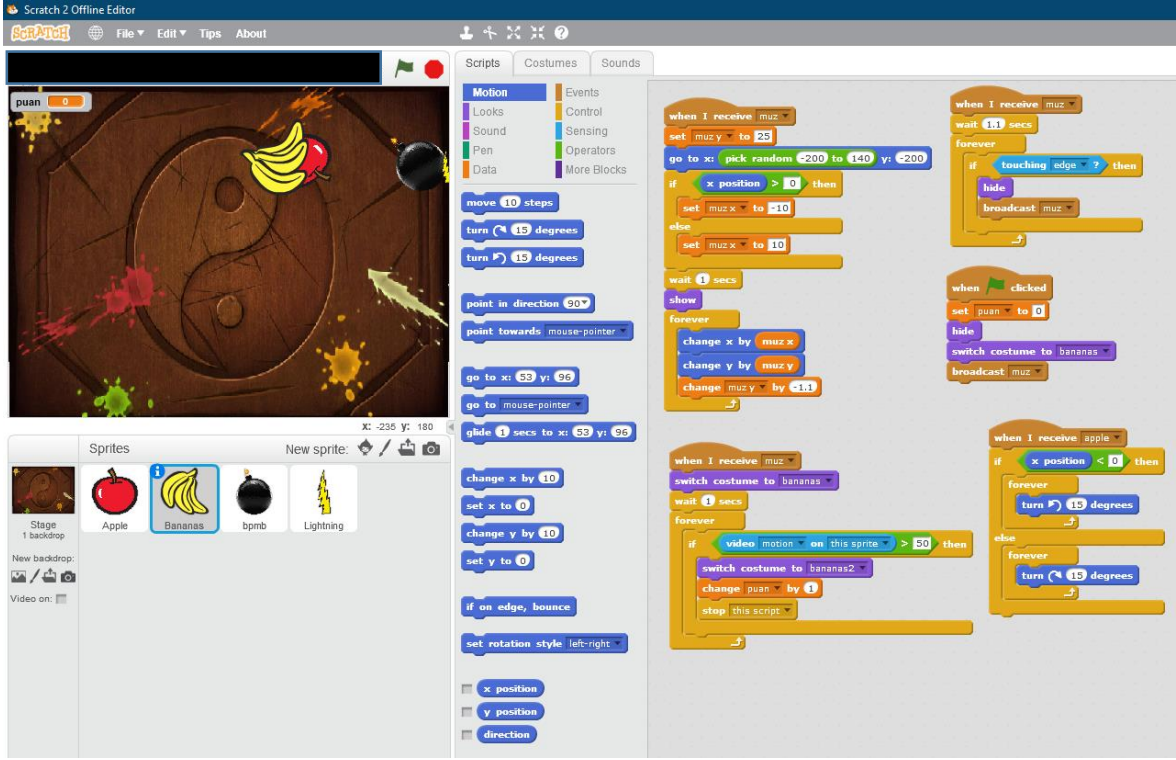 Scratch 2 Offline Editor
SCRATCH File Edit Tips About
puan 0
X: -235 y: 180
Sprites New sprite:
Stage
1 backdrop
New backdrop:
Video on:
Apple
Bananas
bpmb
Lightning
Scripts Costumes Sounds
Motion Events
Looks Control
Sound Sensing
Pen Operators
Data More Blocks
move 10 steps
turn 15 degrees
turn 15 degrees
point in direction 90
point towards mouse-pointer
go to x: 53 y: 96
go to mouse-pointer
glide 1 secs to x: 53 y: 96
change x by 10
set x to 0
change y by 10
set y to 0
if on edge, bounce
set rotation style left-right
x position
y position
direction
when I receive muz
set muz y to 25
go to x: pick random -200 to 140 y: -200
if x position > 0 then
set muz x to -10
else
set muz x to 10
wait 1 secs
show
forever
change x by muz x
change y by muz y
change muz y by -1.1
when I receive muz
switch costume to bananas
wait 1 secs
forever
if video motion on this sprite > 50 then
switch costume to bananas2
change puan by 1
stop this script
when I receive muz
wait 1.1 secs
forever
if touching edge ? then
hide
broadcast muz
when clicked
set puan to 0
hide
switch costume to bananas
broadcast muz
when I receive apple
if x position < 0 then
forever
turn 15 degrees
else
forever
turn 15 degrees